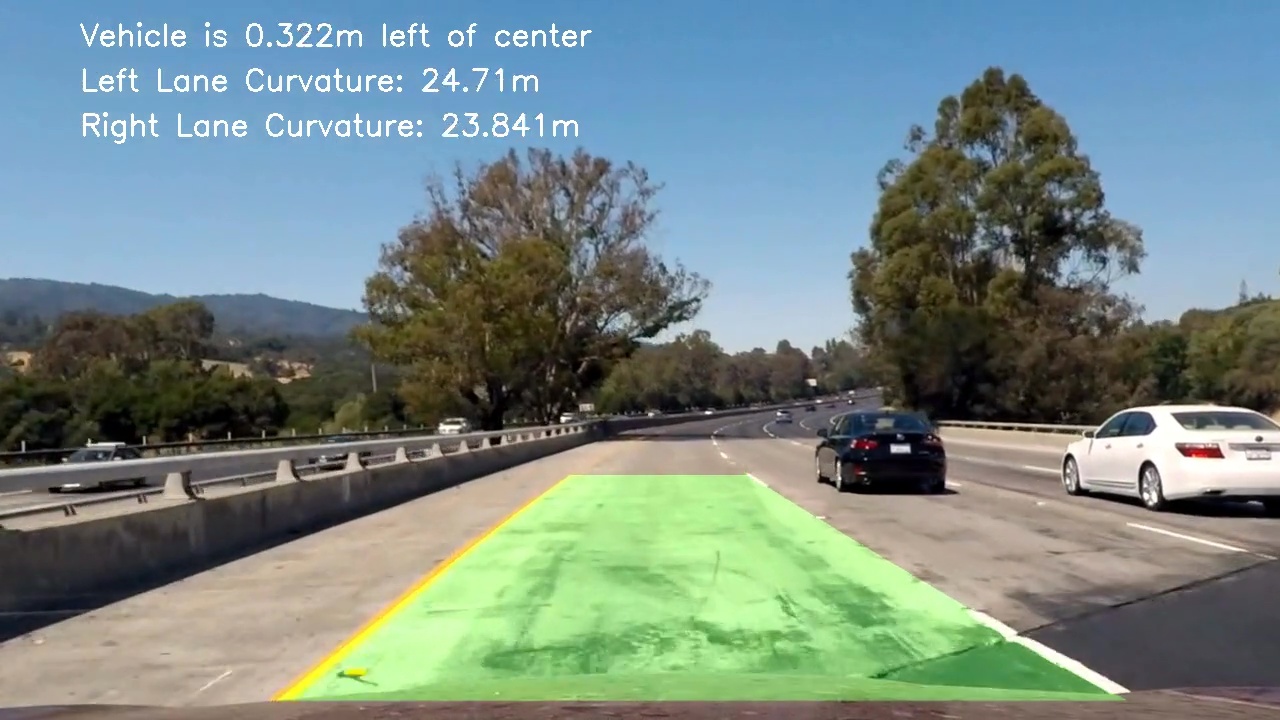 Vehicle is 0.322m left of center
Left Lane Curvature: 24.71m
Right Lane Curvature: 23.841m